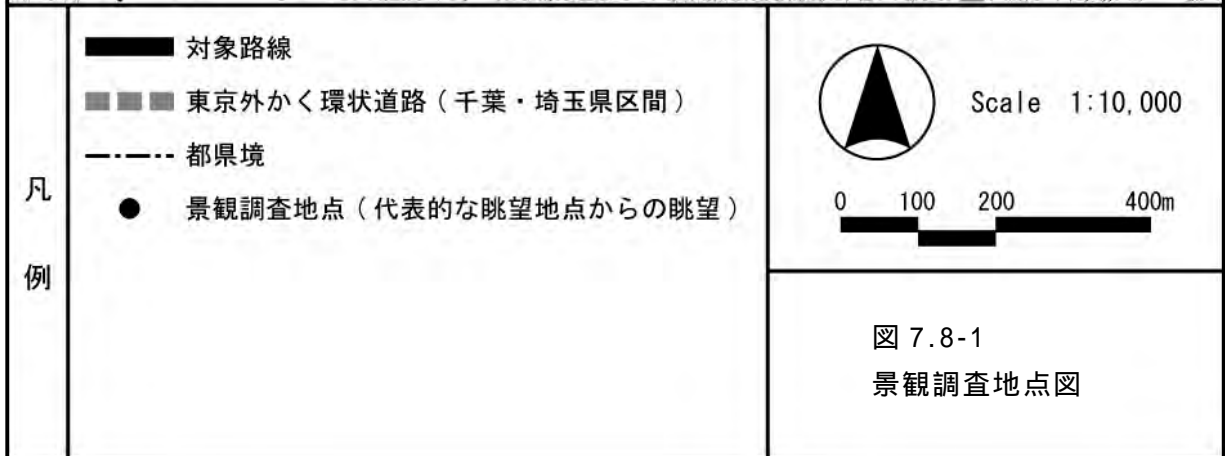 凡
例
対象路線
東京外かく環状道路（千葉・埼玉県区間）
都県境
景観調査地点（代表的な眺望地点からの眺望）
Scale 1:10,000
0 100 200 400m
図 7.8-1
景観調査地点図